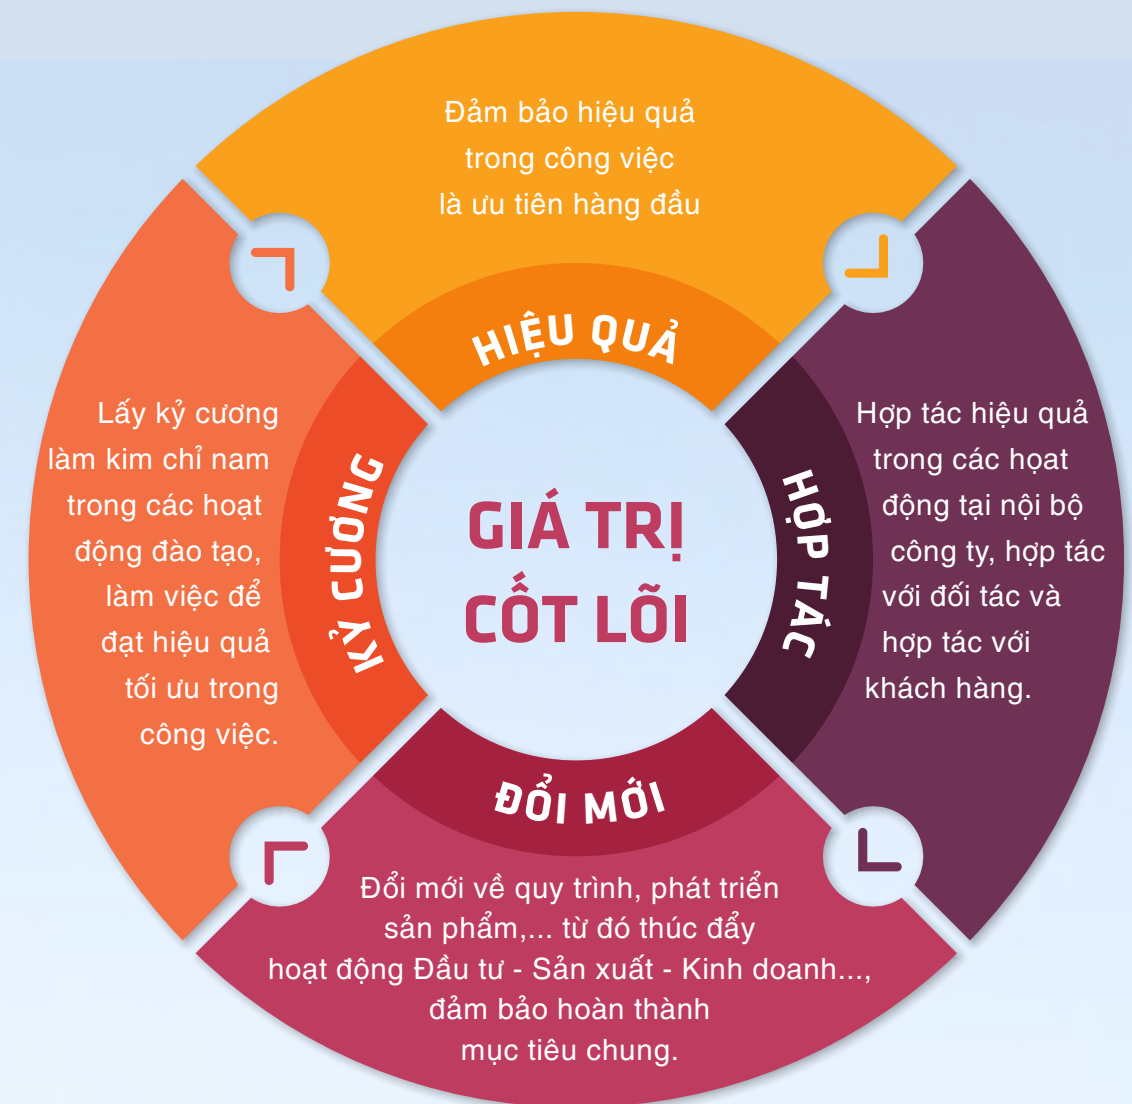 Đảm bảo hiệu quả
trong công việc
là ưu tiên hàng đầu
HIỆU QUẢ
Hợp tác hiệu quả
trong các họat
động tại nội bộ
công ty, hợp tác
với đối tác và
hợp tác với
khách hàng.
HỢP TÁC
ĐỔI MỚI
Đổi mới về quy trình, phát triển
sản phẩm,... từ đó thúc đẩy
hoạt động Đầu tư - Sản xuất - Kinh doanh...,
đảm bảo hoàn thành
mục tiêu chung.
Lấy kỷ cương
làm kim chỉ nam
trong các hoạt
động đào tạo,
làm việc để
đạt hiệu quả
tối ưu trong
công việc.
KỶ CƯƠNG
GIÁ TRỊ
CỐT LÕI